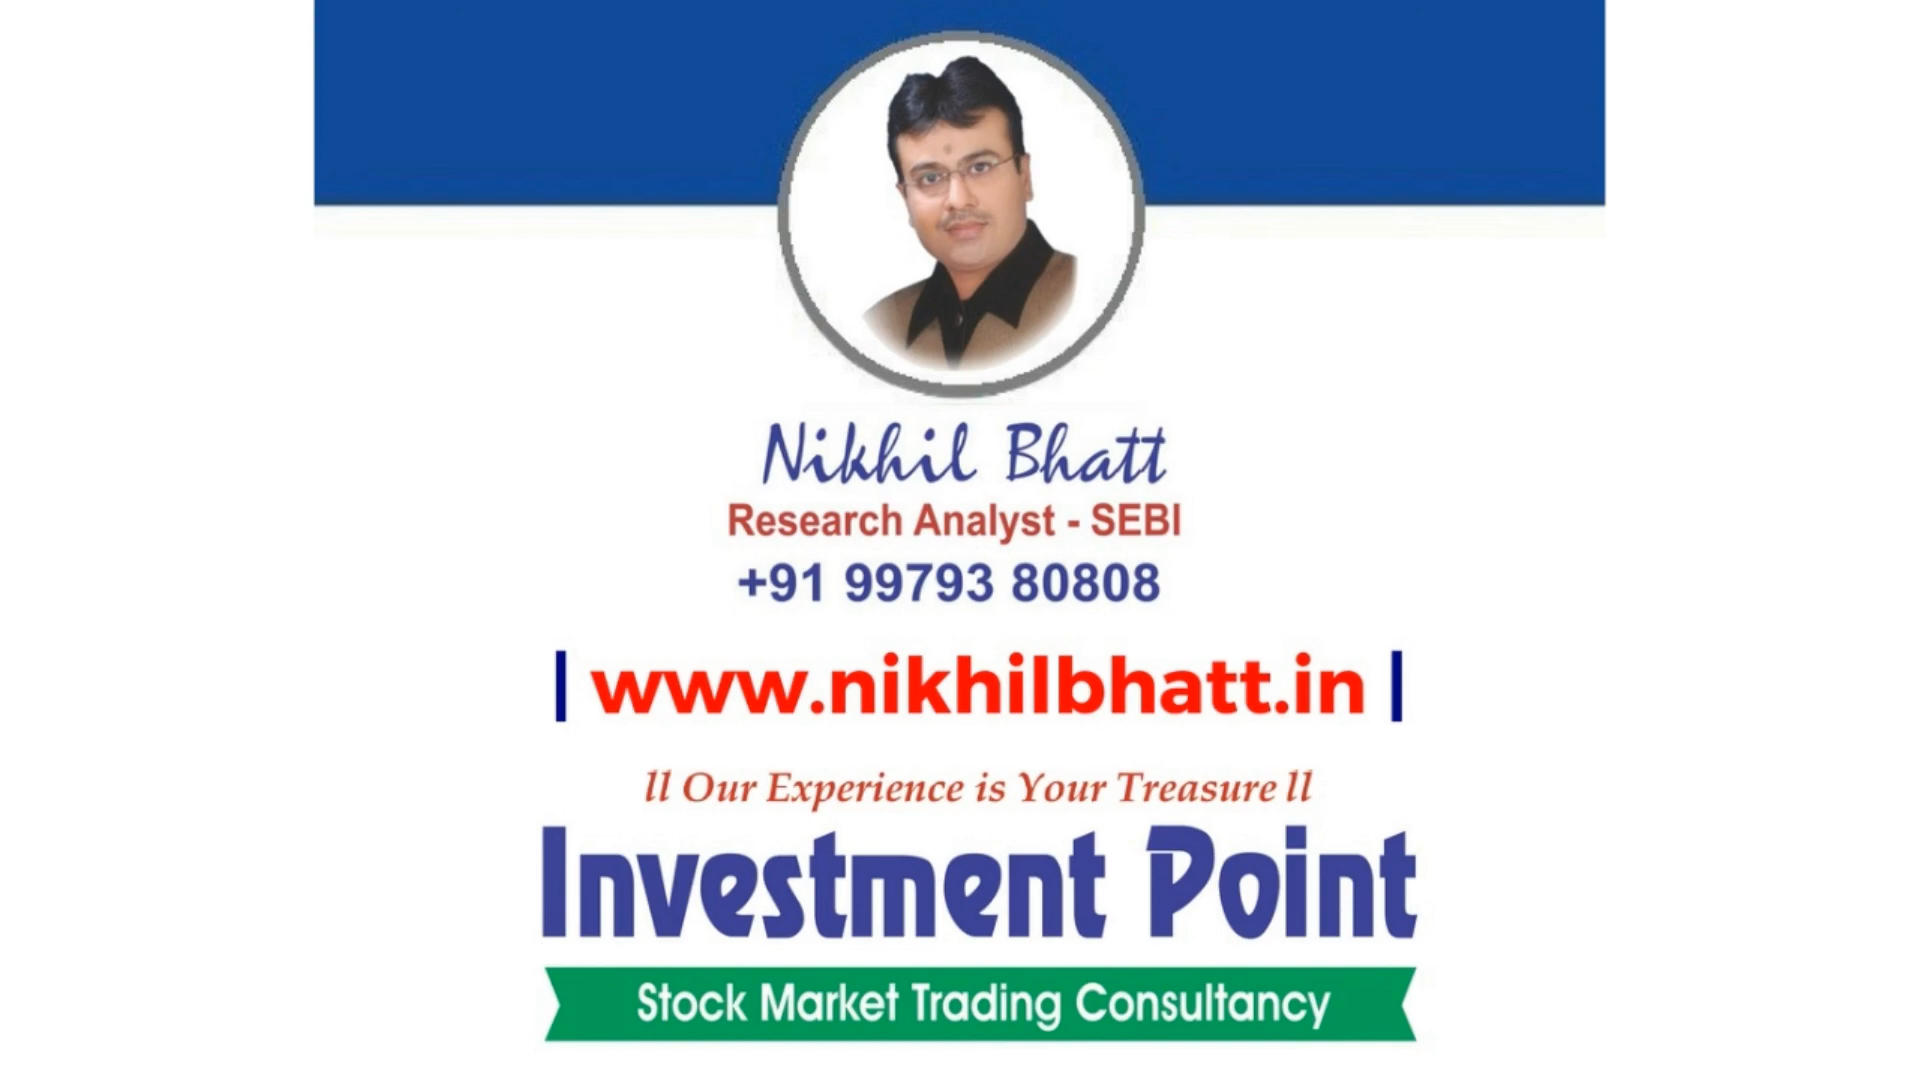 Nikhil Bhatt
Research Analyst - SEBI
+91 99793 80808
| www.nikhilbhatt.in |
ll Our Experience is Your Treasure ll
Investment Point
Stock Market Trading Consultancy